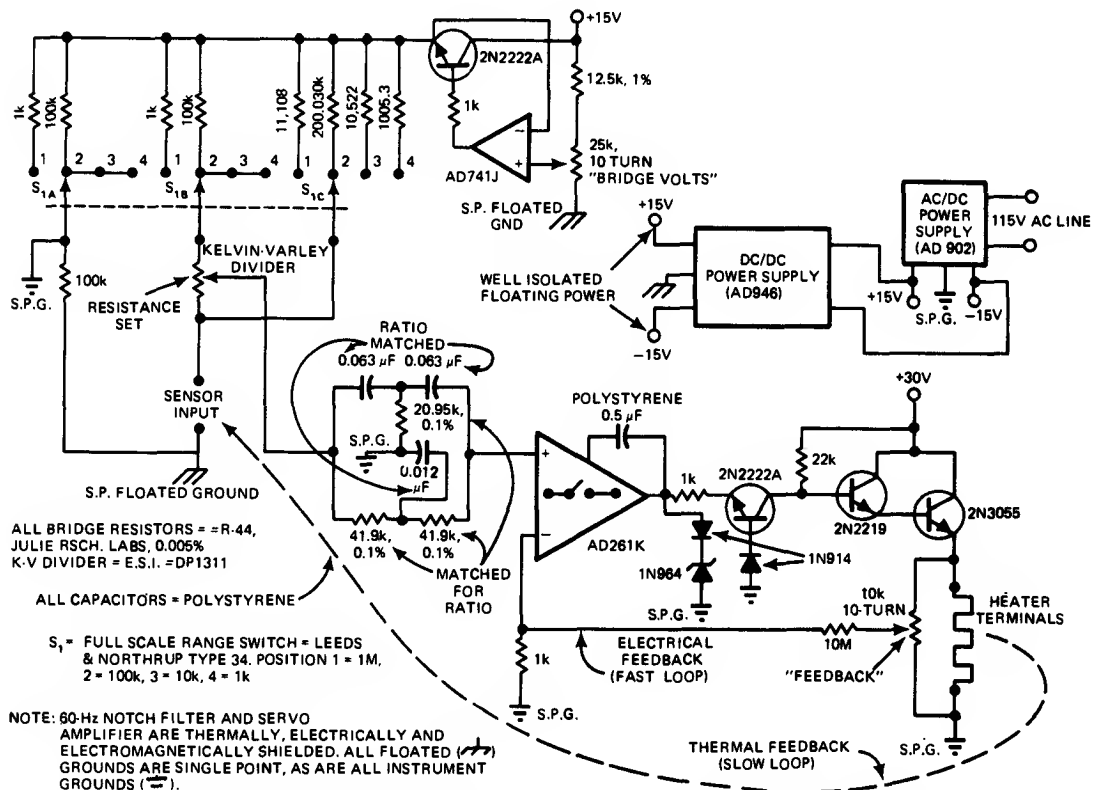 +15V
2N2222A
12.5k, 1%
1k
100k
1k
100k
11,108
200.030k
10,522
1005.3
1k
25k,
10 TURN
"BRIDGE VOLTS"
AD741J
1 2 3 4
1 2 3 4
1 2 3 4
S1A
S1B
S1C
S.P. FLOATED
GND
+15V
AC/DC
POWER
SUPPLY
(AD 902)
115V AC LINE
DC/DC
POWER SUPPLY
(AD946)
WELL ISOLATED
FLOATING POWER
+15V
S.P.G.
−15V
−15V
S.P.G.
100k
KELVIN-VARLEY
DIVIDER
RESISTANCE
SET
SENSOR
INPUT
S.P. FLOATED GROUND
RATIO
MATCHED
0.063 µF 0.063 µF
20.95k,
0.1%
S.P.G.
0.012
µF
41.9k,
0.1%
41.9k,
0.1%
MATCHED
FOR
RATIO
POLYSTYRENE
0.5 µF
+
−
AD261K
1k
2N2222A
22k
+30V
2N2219
2N3055
1N914
1N964
S.P.G.
10k
10-TURN
HEATER
TERMINALS
10M
"FEEDBACK"
ELECTRICAL
FEEDBACK
(FAST LOOP)
1k
S.P.G.
S.P.G.
THERMAL FEEDBACK
(SLOW LOOP)
ALL BRIDGE RESISTORS = =R-44,
JULIE RSCH. LABS, 0.005%
K-V DIVIDER = E.S.I. =DP1311
ALL CAPACITORS = POLYSTYRENE
S1 = FULL SCALE RANGE SWITCH = LEEDS
& NORTHRUP TYPE 34. POSITION 1 = 1M,
2 = 100k, 3 = 10k, 4 = 1k
NOTE: 60-Hz NOTCH FILTER AND SERVO
AMPLIFIER ARE THERMALLY, ELECTRICALLY AND
ELECTROMAGNETICALLY SHIELDED. ALL FLOATED ( )
GROUNDS ARE SINGLE POINT, AS ARE ALL INSTRUMENT
GROUNDS ( ).